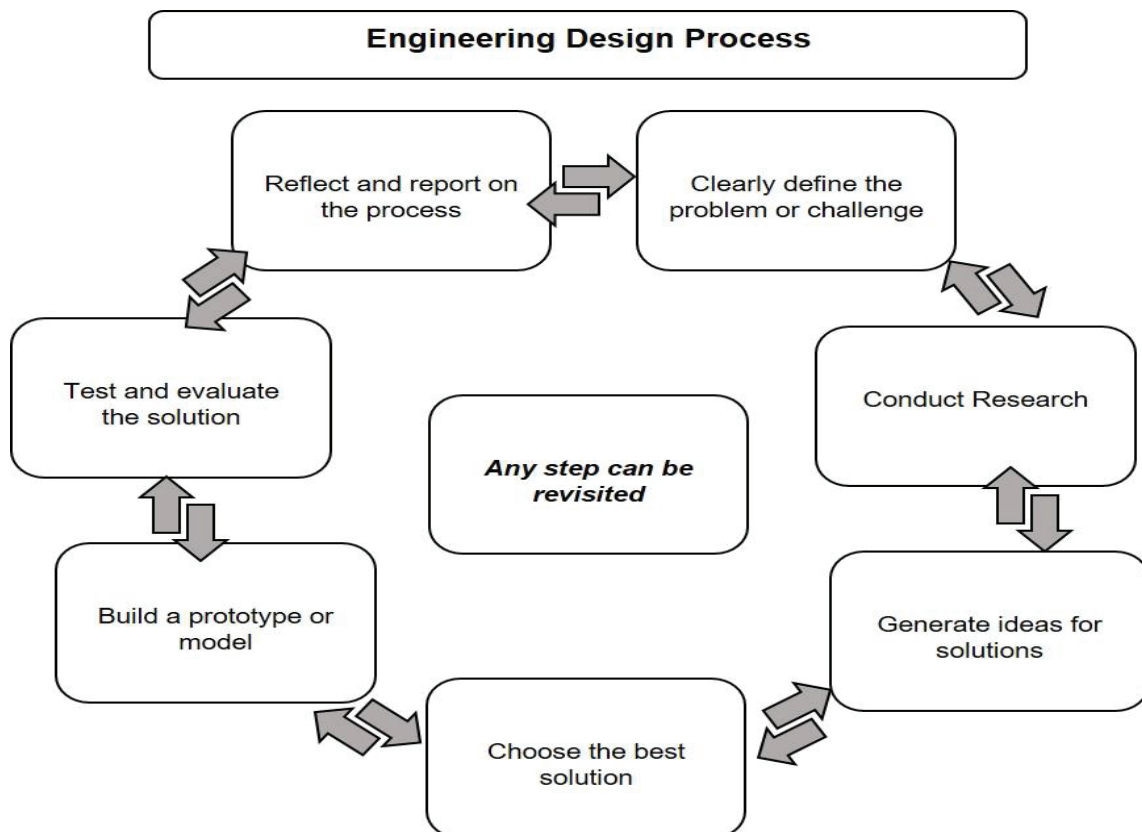 Engineering Design Process
Reflect and report on
the process
Clearly define the
problem or challenge
Conduct Research
Generate ideas for
solutions
Choose the best
solution
Build a prototype or
model
Test and evaluate
the solution
Any step can be
revisited